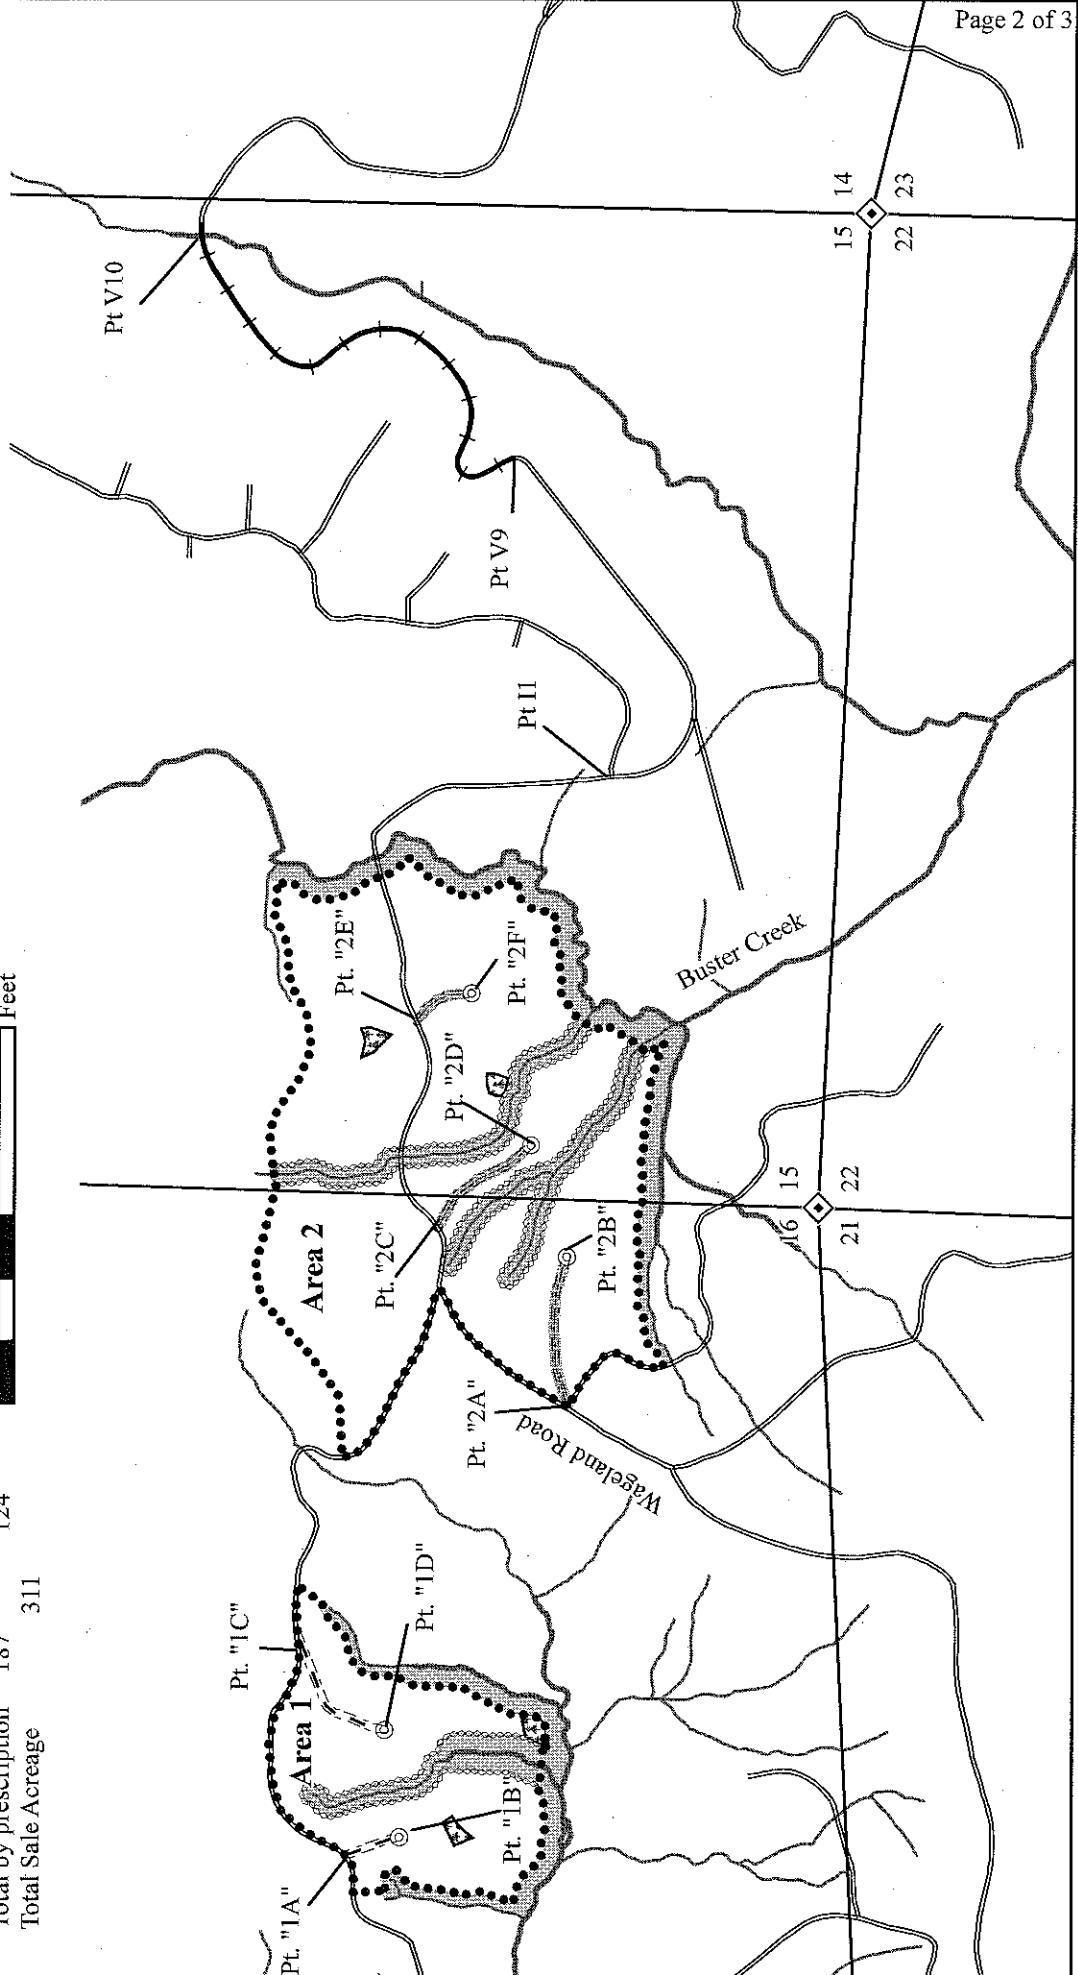 Page 2 of 3
Total by prescription 187 124
Total Sale Acreage 311
Feet
Pt V10
14
15
23
22
Pt V9
Pt I1
Pt. "2E"
Pt. "2F"
Pt. "2D"
Buster Creek
Area 2
Pt. "2C"
Pt. "2B"
15
16
22
21
Pt. "2A"
Wageland Road
Pt. "1C"
Pt. "1D"
Area 1
Pt. "1B"
Pt. "1A"